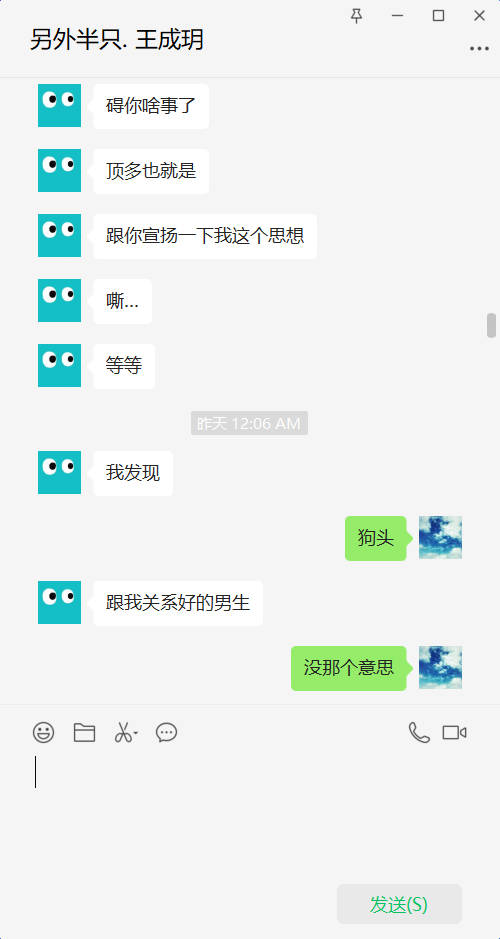 另外半只. 王成玥
碍你啥事了
顶多也就是
跟你宣扬一下我这个思想
嘶...
等等
昨天 12:06 AM
我发现
狗头
跟我关系好的男生
没那个意思
发送(S)